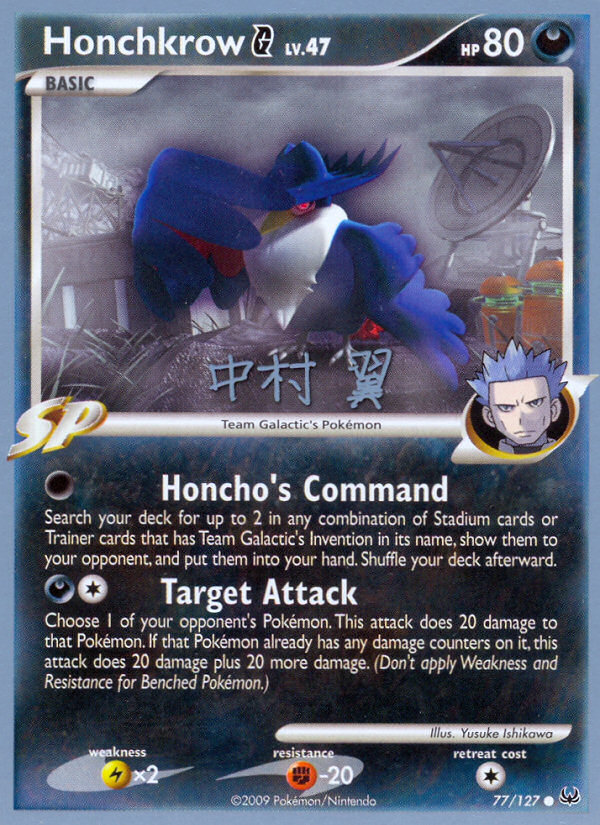 Honchkrow G LV.47 HP 80
BASIC
中村 翼
SP
Team Galactic's Pokémon
Honcho's Command
Search your deck for up to 2 in any combination of Stadium cards or
Trainer cards that has Team Galactic's Invention in its name, show them to
your opponent, and put them into your hand. Shuffle your deck afterward.
Target Attack
Choose 1 of your opponent's Pokémon. This attack does 20 damage to
that Pokémon. If that Pokémon already has any damage counters on it, this
attack does 20 damage plus 20 more damage. (Don't apply Weakness and
Resistance for Benched Pokémon.)
Illus. Yusuke Ishikawa
weakness resistance retreat cost
×2 -20
©2009 Pokémon/Nintendo 77/127